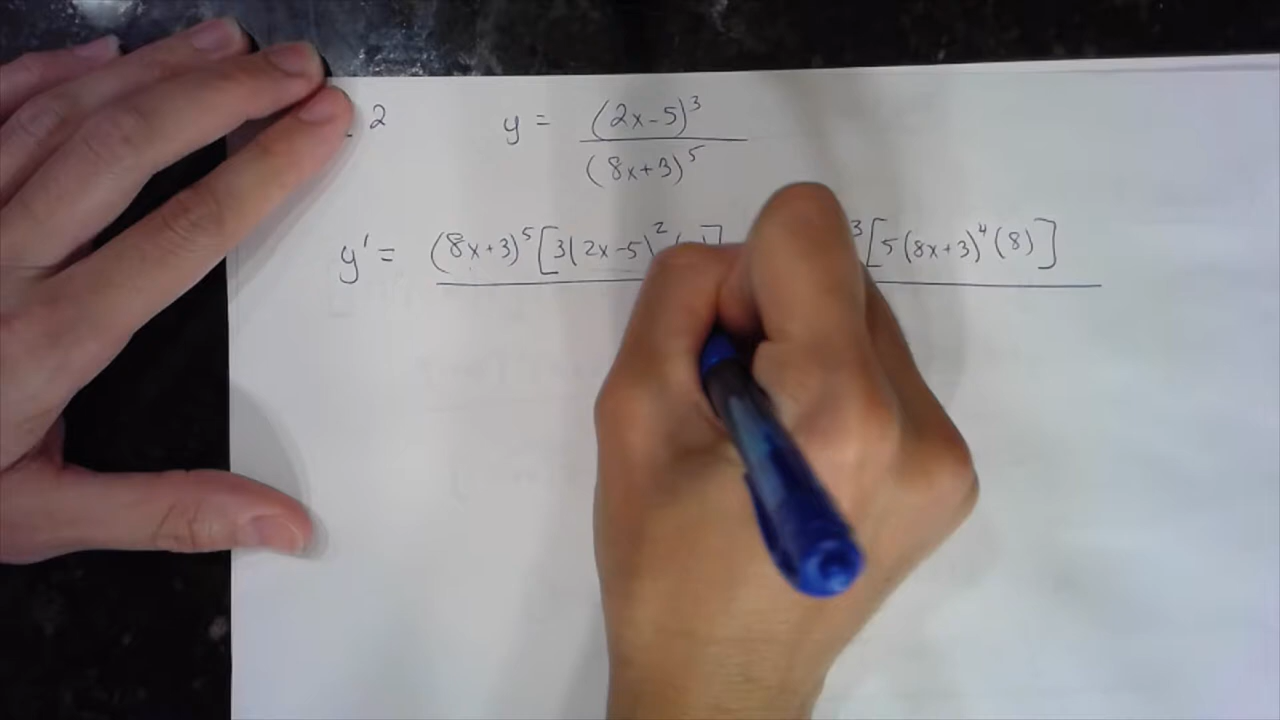 2 y = (2x-5)³ / (8x+3)⁵
y' = (8x+3)⁵[3(2x-5)² ³[5(8x+3)⁴(8)]